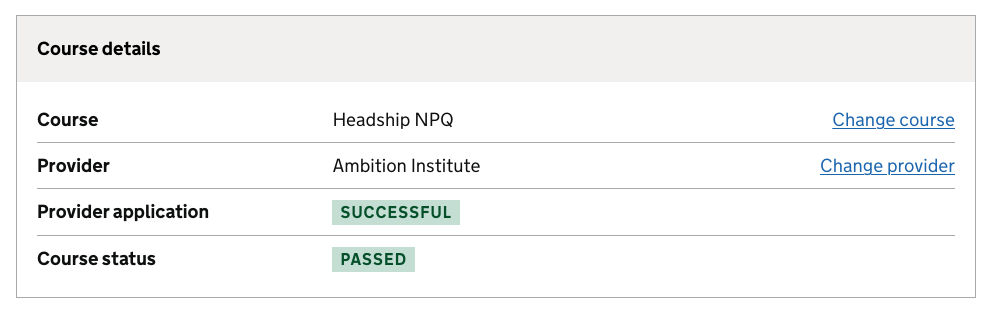 Course details
Course Headship NPQ Change course
Provider Ambition Institute Change provider
Provider application SUCCESSFUL
Course status PASSED